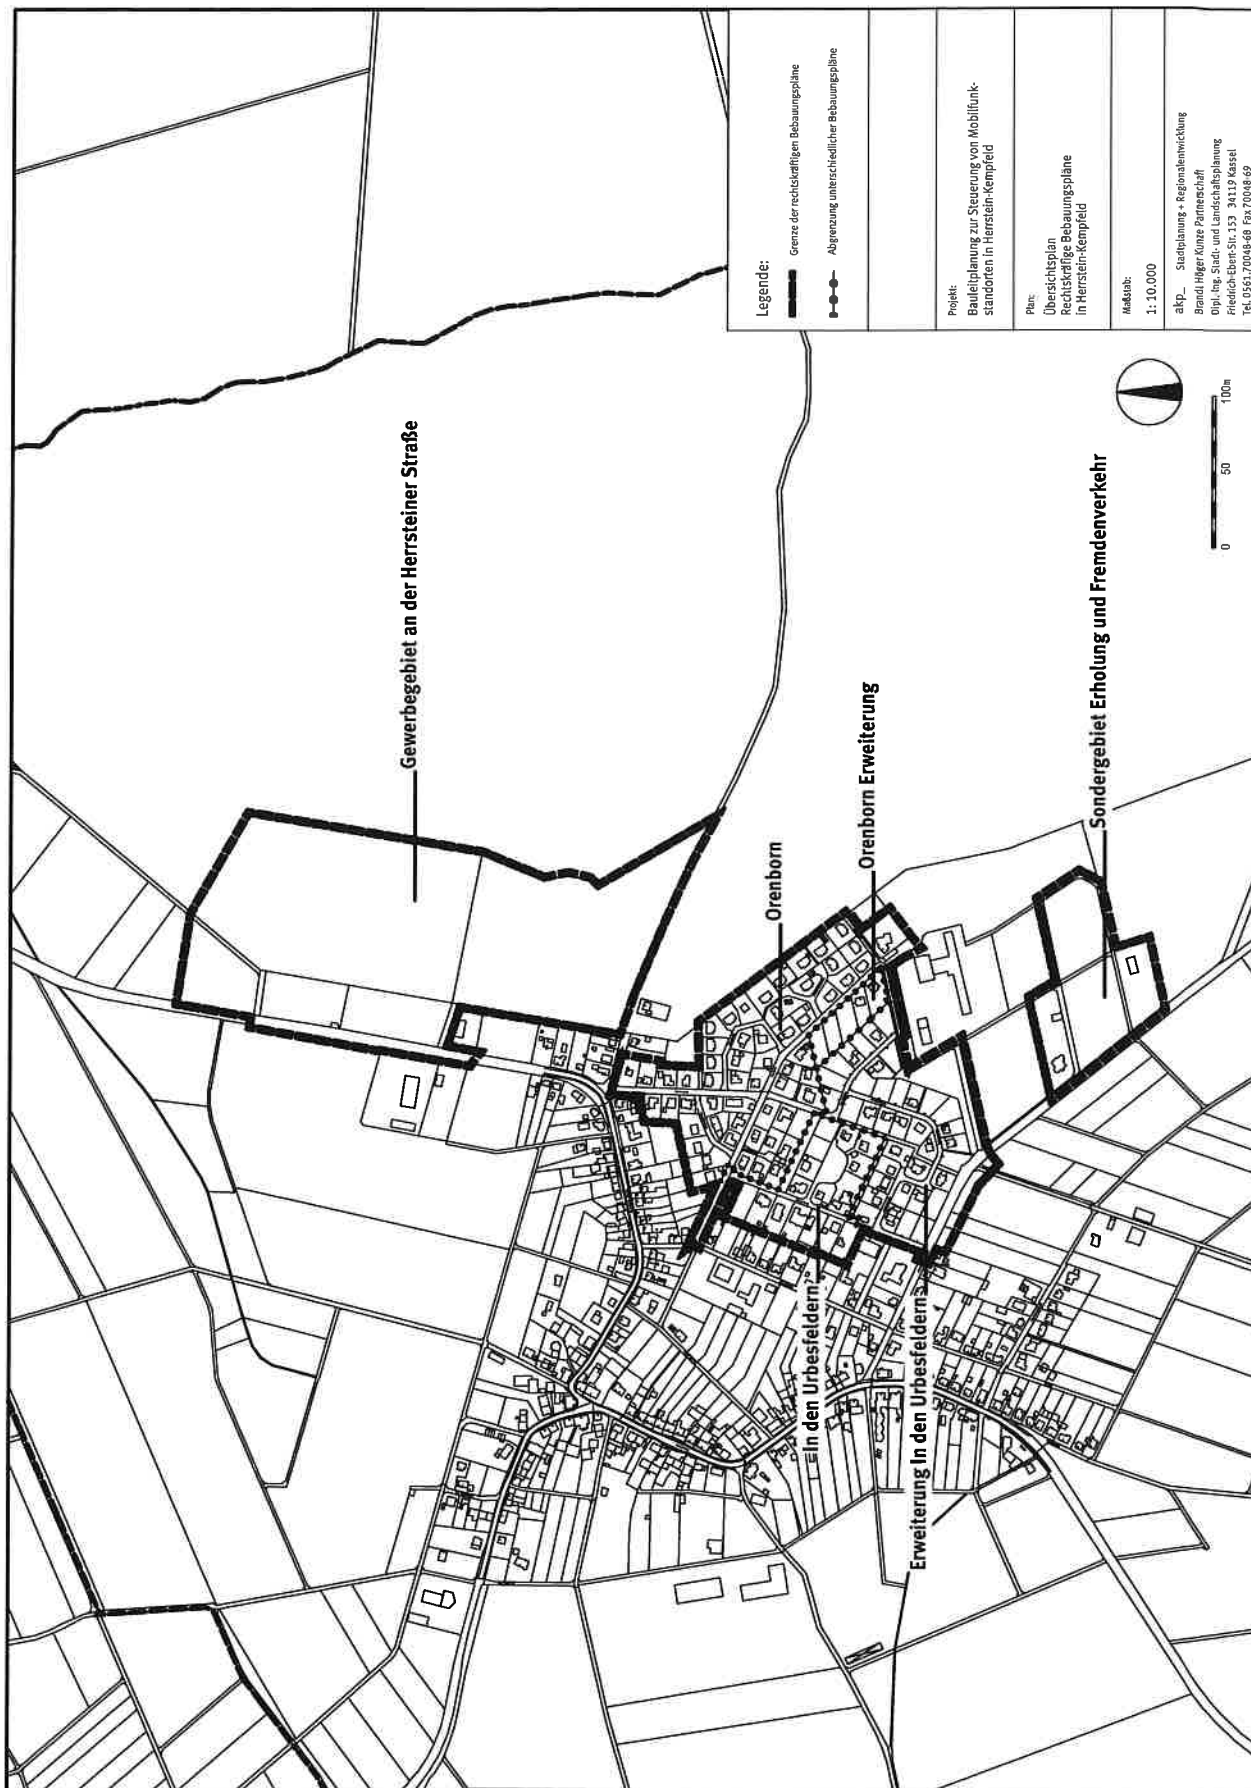 Gewerbegebiet an der Herrsteiner Straße
Orenborn
Orenborn Erweiterung
Sondergebiet Erholung und Fremdenverkehr
In den Urbesfeldern
Erweiterung In den Urbesfeldern
Legende:
Grenze der rechtskräftigen Bebauungspläne
Abgrenzung unterschiedlicher Bebauungspläne
Projekt:
Bauleitplanung zur Steuerung von Mobilfunk-
standorten in Herrstein-Kempfeld
Plan:
Übersichtsplan
Rechtskräfige Bebauungspläne
in Herrstein-Kempfeld
Maßstab:
1: 10.000
akp_ Stadtplanung + Regionalentwicklung
Brandl Höger Kunze Partnerschaft
Dipl.-Ing. Stadt- und Landschaftsplanung
Friedrich-Ebert-Str. 153 34119 Kassel
Tel. 0561.70048-68 Fax 70048-69
0 50 100m